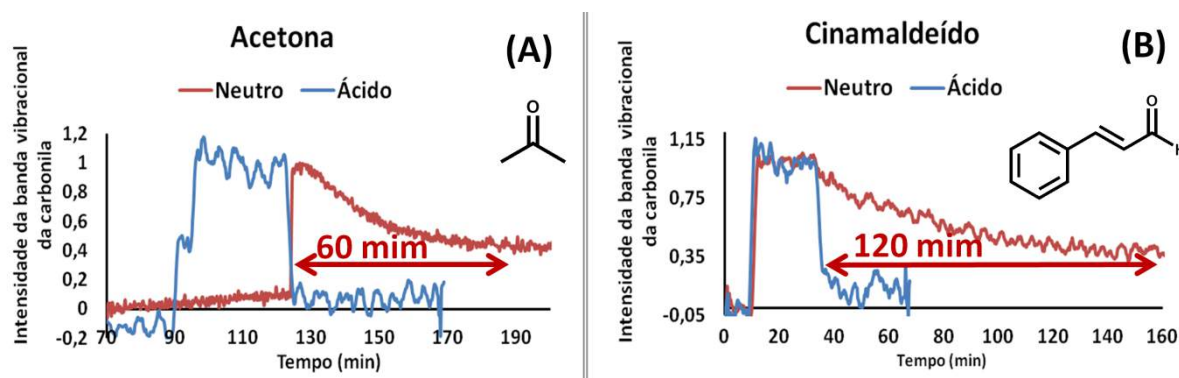 Acetona
(A)
Neutro
Ácido
O
Intensidade da banda vibracional
da carbonila
1,2
1
0,8
0,6
0,4
0,2
0
-0,2
60 mim
70
90
110
130
150
170
190
Tempo (min)
Cinamaldeído
(B)
Neutro
Ácido
O
H
Intensidade da banda vibracional
da carbonila
1,15
0,75
0,35
-0,05
120 mim
0
20
40
60
80
100
120
140
160
Tempo (min)